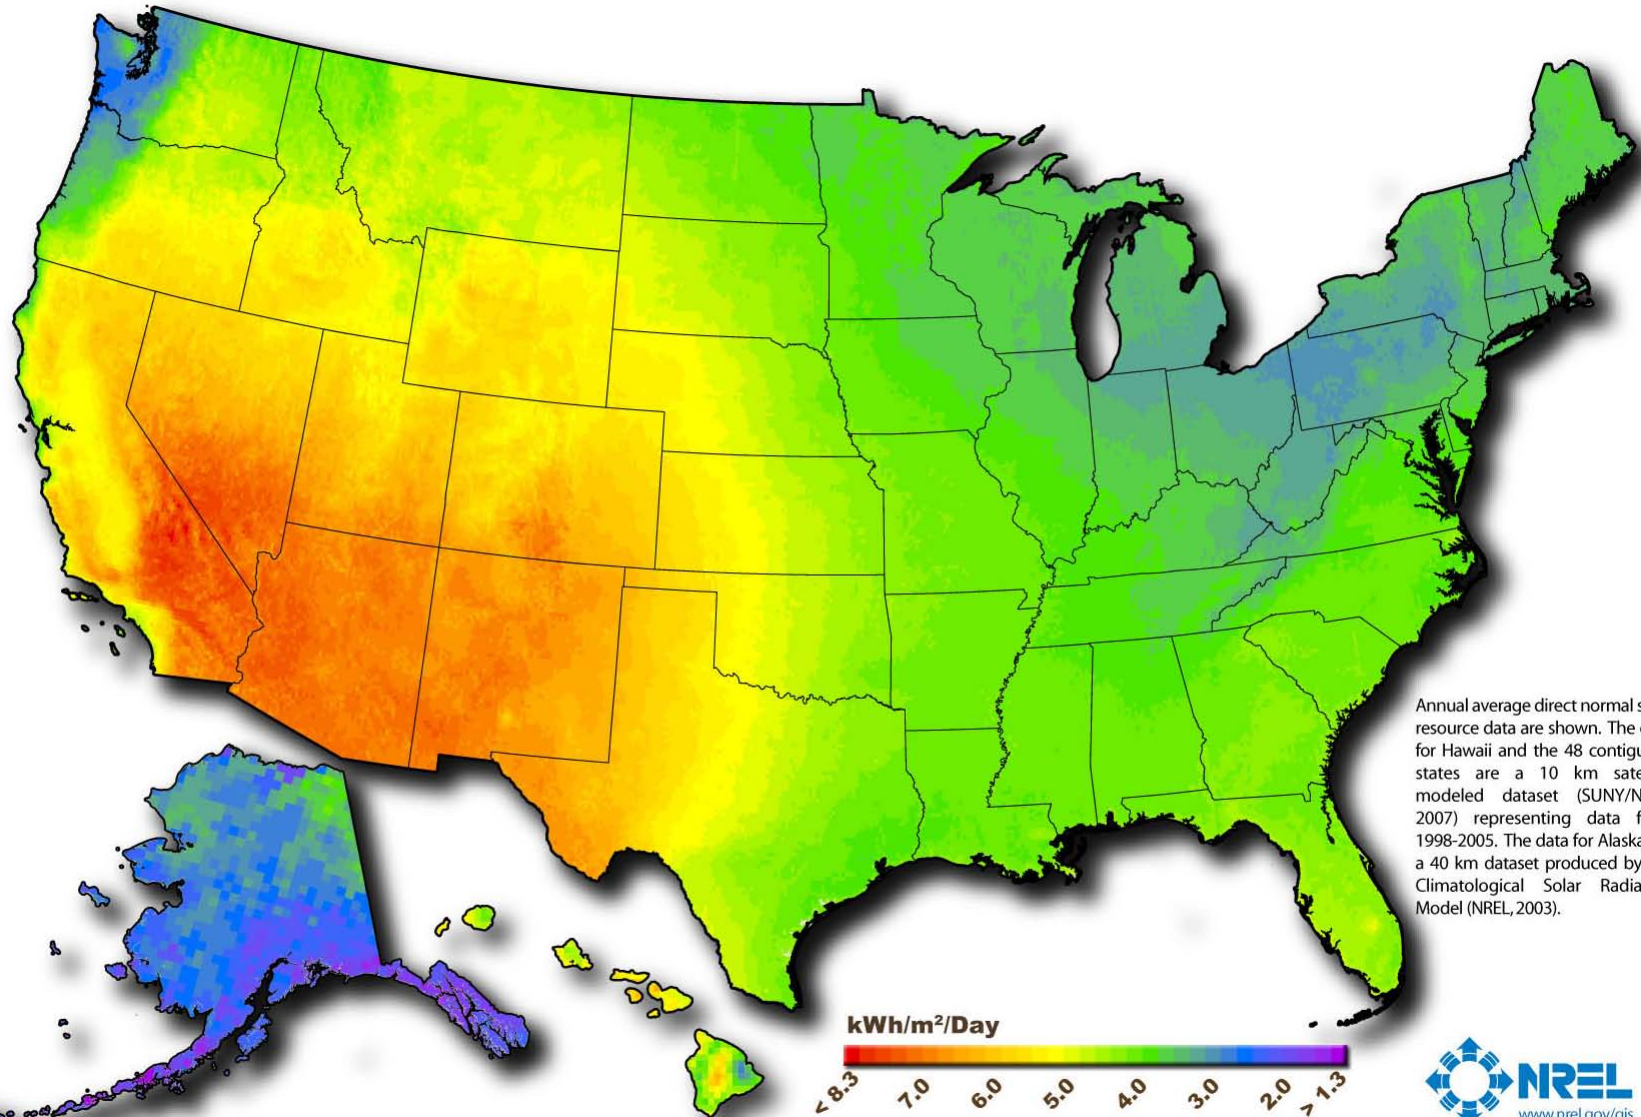 Annual average direct normal s
resource data are shown. The
for Hawaii and the 48 contigu
states are a 10 km sate
modeled dataset (SUNY/N
2007) representing data f
1998-2005. The data for Alaska
a 40 km dataset produced by
Climatological Solar Radia
Model (NREL, 2003).
kWh/m²/Day
< 8.3 7.0 6.0 5.0 4.0 3.0 2.0 > 1.3
NREL
www.nrel.gov/gis